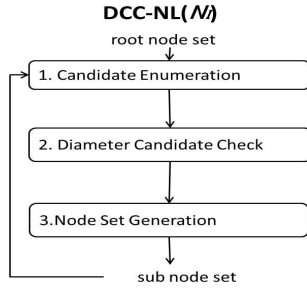 DCC-NL(Ni)
root node set
1. Candidate Enumeration
2. Diameter Candidate Check
3.Node Set Generation
sub node set